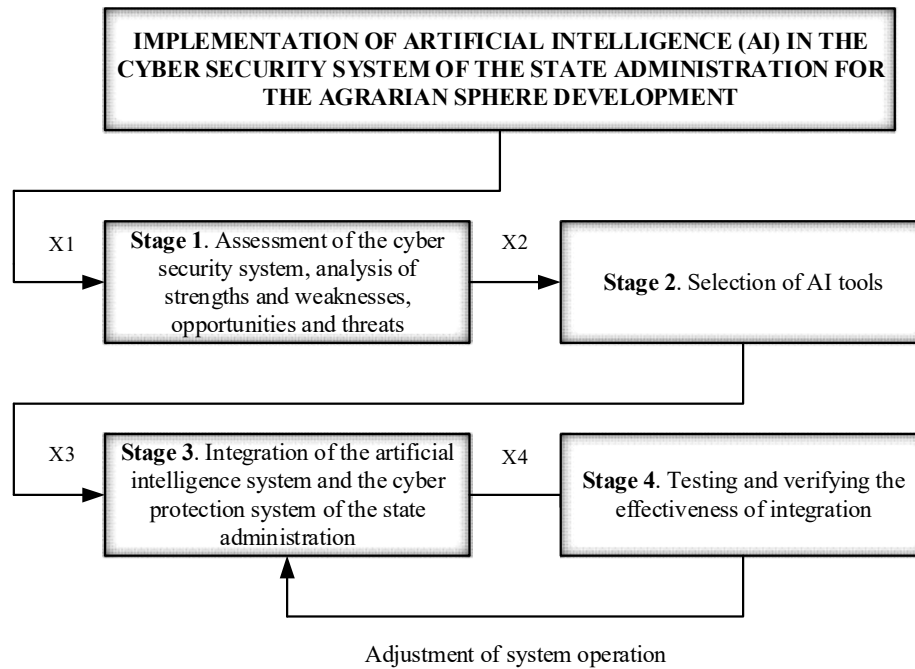 IMPLEMENTATION OF ARTIFICIAL INTELLIGENCE (AI) IN THE
CYBER SECURITY SYSTEM OF THE STATE ADMINISTRATION FOR
THE AGRARIAN SPHERE DEVELOPMENT
X1
Stage 1. Assessment of the cyber
security system, analysis of
strengths and weaknesses,
opportunities and threats
X2
Stage 2. Selection of AI tools
X3
Stage 3. Integration of the artificial
intelligence system and the cyber
protection system of the state
administration
X4
Stage 4. Testing and verifying the
effectiveness of integration
Adjustment of system operation